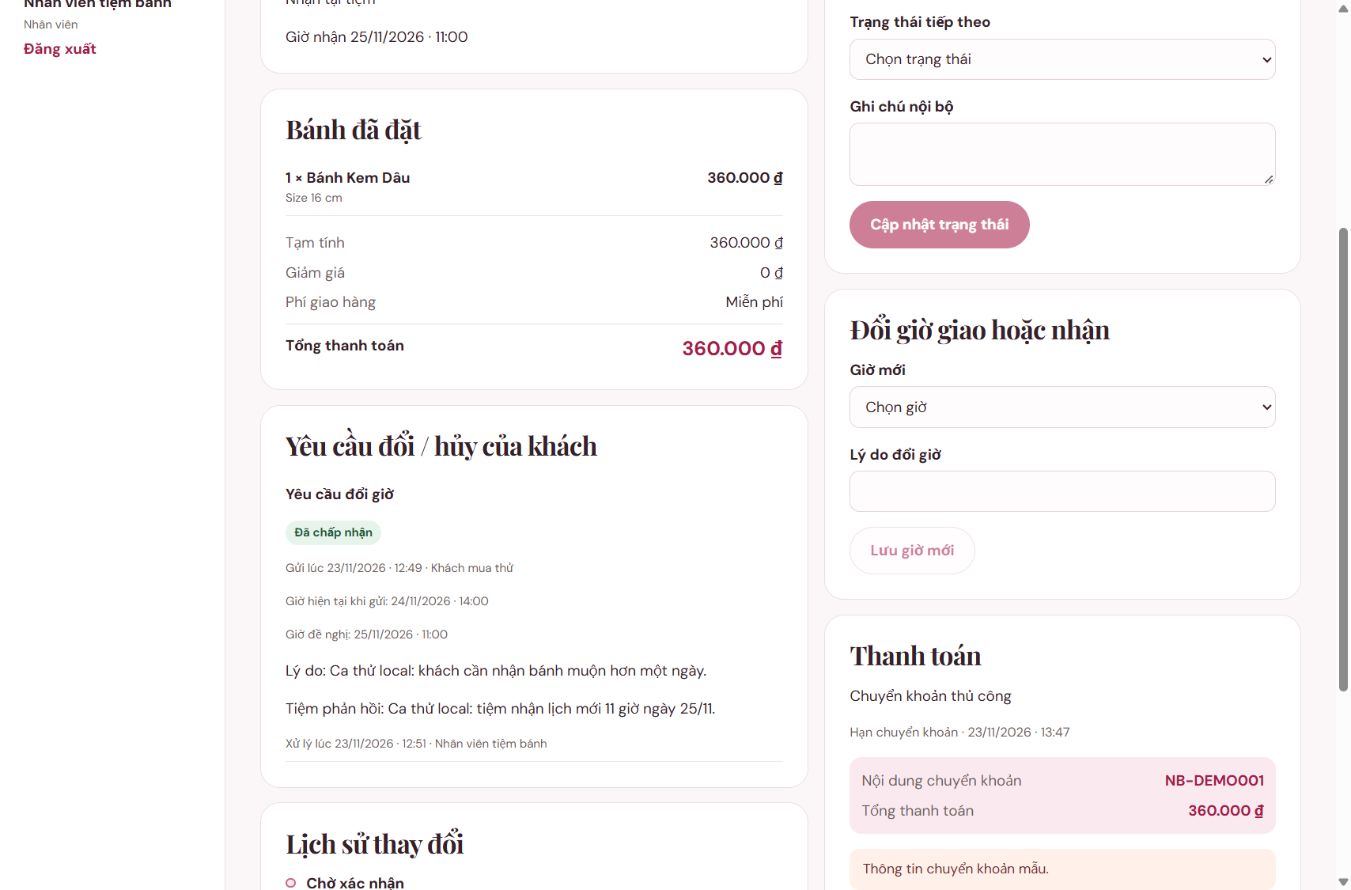 Nhân viên tiệm bánh
Nhân viên
Đăng xuất
Nhận tại tiệm
Giờ nhận 25/11/2026 · 11:00
Bánh đã đặt
1 × Bánh Kem Dâu 360.000 ₫
Size 16 cm
Tạm tính 360.000 ₫
Giảm giá 0 ₫
Phí giao hàng Miễn phí
Tổng thanh toán 360.000 ₫
Yêu cầu đổi / hủy của khách
Yêu cầu đổi giờ
Đã chấp nhận
Gửi lúc 23/11/2026 · 12:49 · Khách mua thử
Giờ hiện tại khi gửi: 24/11/2026 · 14:00
Giờ đề nghị: 25/11/2026 · 11:00
Lý do: Ca thử local: khách cần nhận bánh muộn hơn một ngày.
Tiệm phản hồi: Ca thử local: tiệm nhận lịch mới 11 giờ ngày 25/11.
Xử lý lúc 23/11/2026 · 12:51 · Nhân viên tiệm bánh
Lịch sử thay đổi
Chờ xác nhận
Trạng thái tiếp theo
Chọn trạng thái
Ghi chú nội bộ
Cập nhật trạng thái
Đổi giờ giao hoặc nhận
Giờ mới
Chọn giờ
Lý do đổi giờ
Lưu giờ mới
Thanh toán
Chuyển khoản thủ công
Hạn chuyển khoản · 23/11/2026 · 13:47
Nội dung chuyển khoản NB-DEMO001
Tổng thanh toán 360.000 ₫
Thông tin chuyển khoản mẫu.